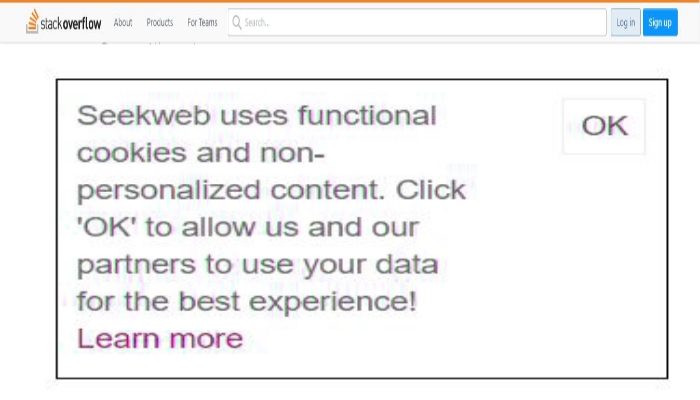 stackoverflow About Products For Teams Search... Log in Sign up
Seekweb uses functional
cookies and non-
personalized content. Click
'OK' to allow us and our
partners to use your data
for the best experience!
Learn more
OK